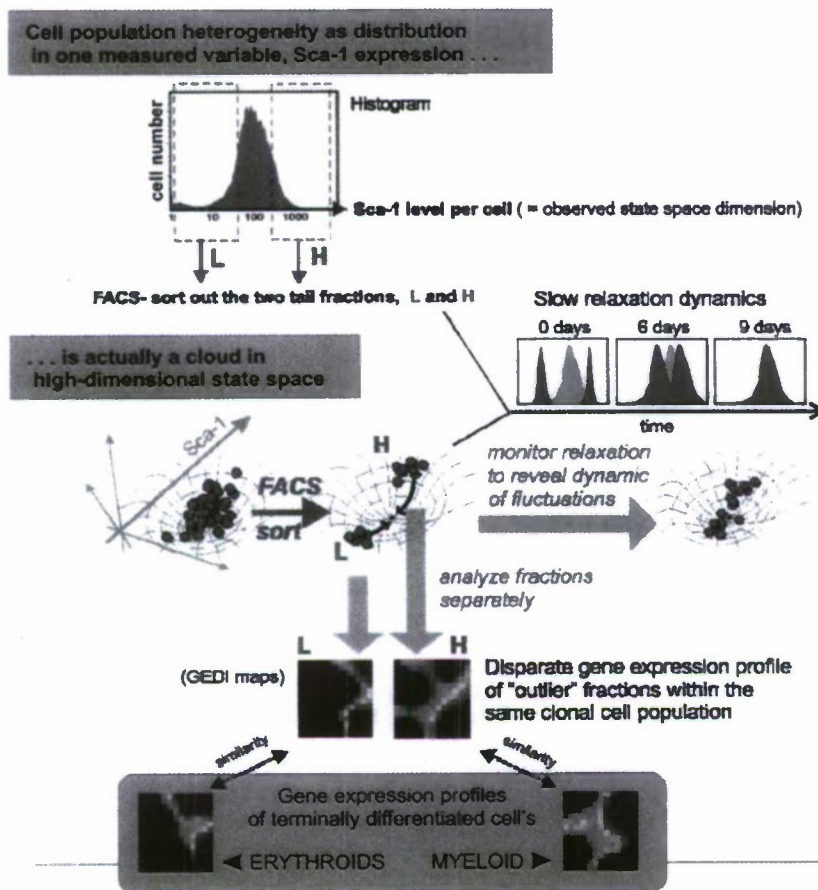 Cell population heterogeneity as distribution
in one measured variable, Sca-1 expression . . .
Histogram
cell number
1 10 100 1000
Sca-1 level per cell ( = observed state space dimension)
L H
FACS- sort out the two tail fractions, L and H
Slow relaxation dynamics
0 days 6 days 9 days
time
. . . is actually a cloud in
high-dimensional state space
Sca-1
FACS
sort
H
L
monitor relaxation
to reveal dynamic
of fluctuations
analyze fractions
separately
L H
(GEDI maps)
Disparate gene expression profile
of "outlier" fractions within the
same clonal cell population
similarity
similarity
Gene expression profiles
of terminally differentiated cell's
◄ ERYTHROIDS MYELOID ►